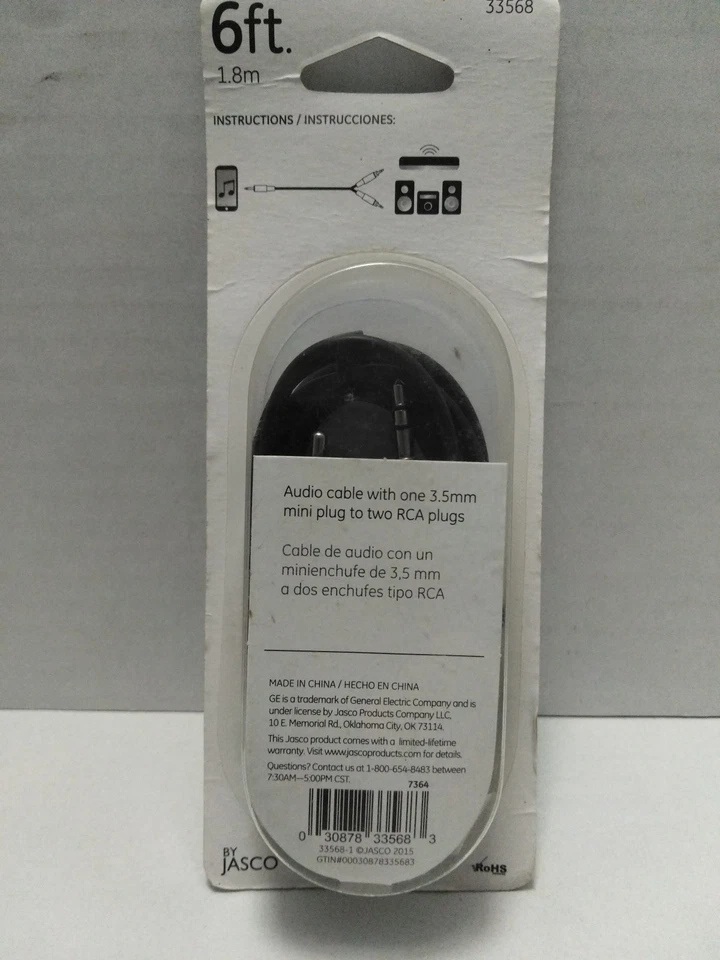 6ft.
33568
1.8m
INSTRUCTIONS / INSTRUCCIONES:
Audio cable with one 3.5mm
mini plug to two RCA plugs
Cable de audio con un
minienchufe de 3,5 mm
a dos enchufes tipo RCA
MADE IN CHINA / HECHO EN CHINA
GE is a trademark of General Electric Company and is
under license by Jasco Products Company LLC,
10 E. Memorial Rd., Oklahoma City, OK 73114.
This Jasco product comes with a limited-lifetime
warranty. Visit www.jascoproducts.com for details.
Questions? Contact us at 1-800-654-8483 between
7:30AM—5:00PM CST.
7364
0 30878 33568 3
33568-1 ©JASCO 2015
GTIN#00030878335683
BY
JASCO
RoHS